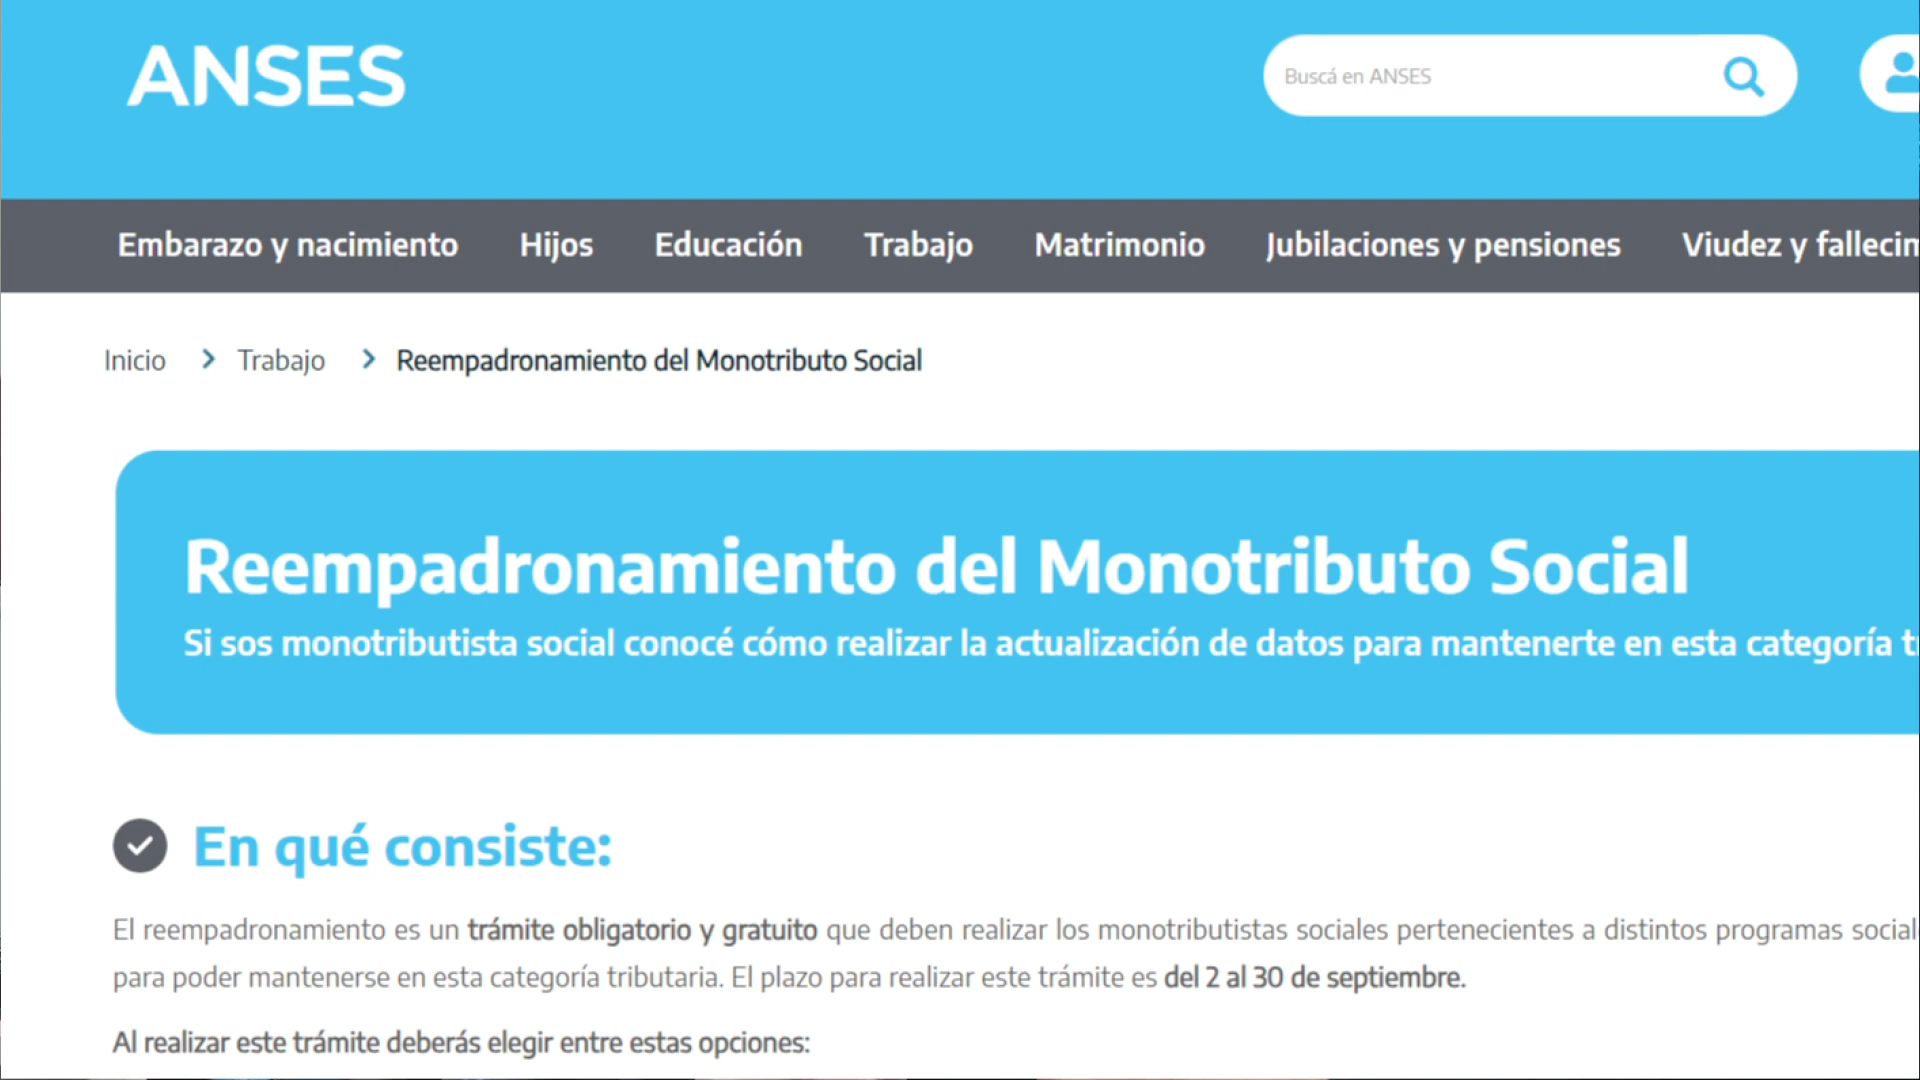 ANSES
Buscá en ANSES
Embarazo y nacimiento Hijos Educación Trabajo Matrimonio Jubilaciones y pensiones Viudez y fallecim
Inicio > Trabajo > Reempadronamiento del Monotributo Social
Reempadronamiento del Monotributo Social
Si sos monotributista social conocé cómo realizar la actualización de datos para mantenerte en esta categoría t
En qué consiste:
El reempadronamiento es un trámite obligatorio y gratuito que deben realizar los monotributistas sociales pertenecientes a distintos programas social
para poder mantenerse en esta categoría tributaria. El plazo para realizar este trámite es del 2 al 30 de septiembre.
Al realizar este trámite deberás elegir entre estas opciones: